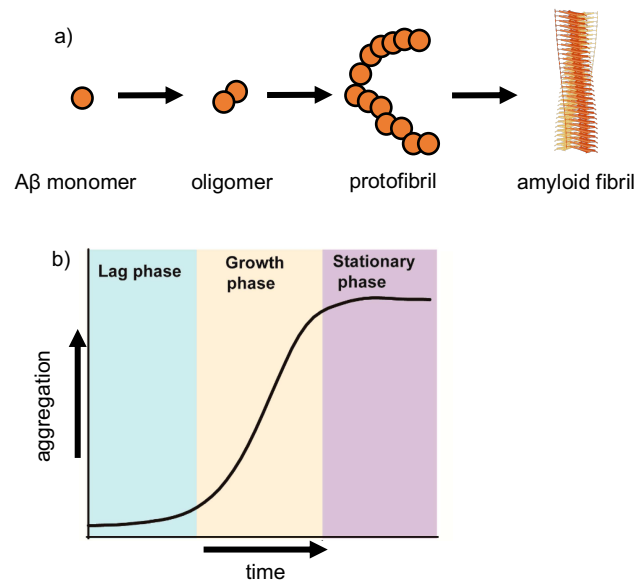 a)
Aβ monomer
oligomer
protofibril
amyloid fibril
b)
Lag phase
Growth
phase
Stationary
phase
aggregation
time